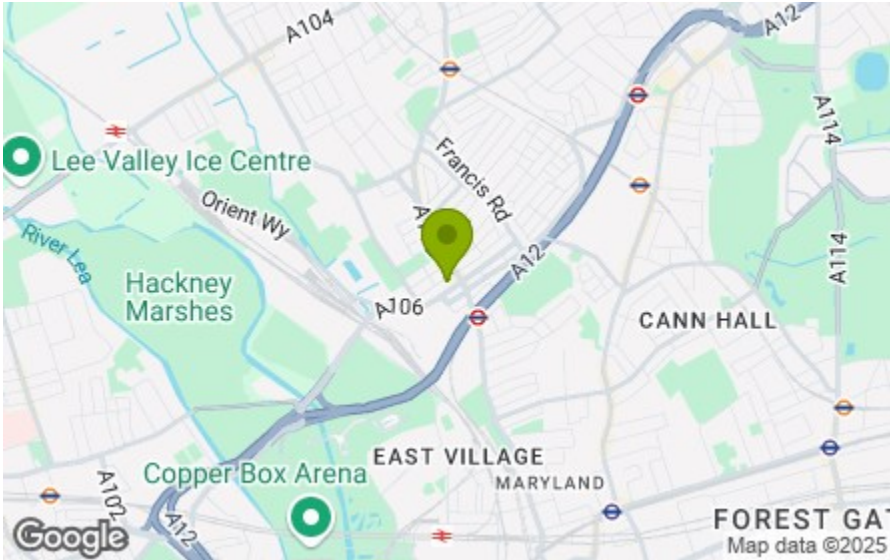 A104
A12
A114
Lee Valley Ice Centre
Francis Rd
Orient Wy
River Lea
A12
A114
Hackney
Marshes
A106
CANN HALL
EAST VILLAGE
Copper Box Arena
MARYLAND
A102
A12
FOREST GAT
Google
Map data ©2025